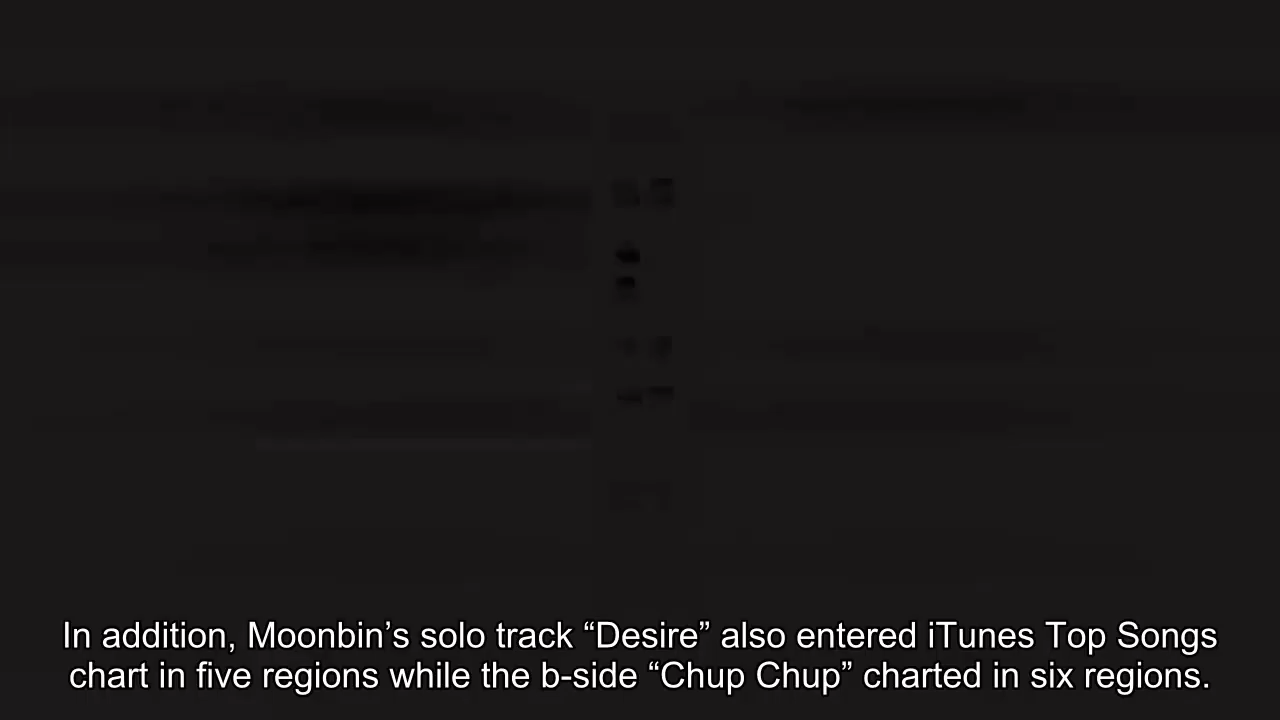 In addition, Moonbin’s solo track “Desire” also entered iTunes Top Songs
chart in five regions while the b-side “Chup Chup” charted in six regions.